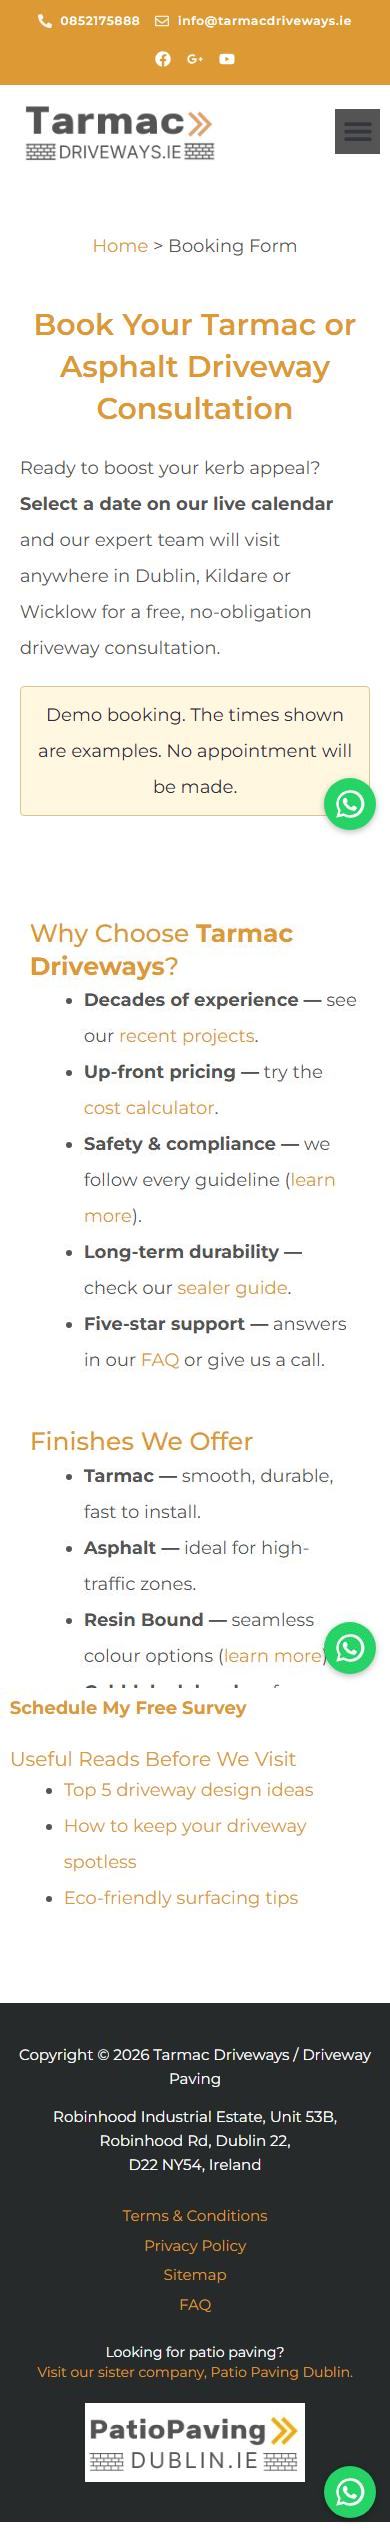 0852175888 info@tarmacdriveways.ie
Tarmac
DRIVEWAYS.IE
Home > Booking Form
Book Your Tarmac or
Asphalt Driveway
Consultation
Ready to boost your kerb appeal?
Select a date on our live calendar
and our expert team will visit
anywhere in Dublin, Kildare or
Wicklow for a free, no-obligation
driveway consultation.
Demo booking. The times shown
are examples. No appointment will
be made.
Why Choose Tarmac
Driveways?
• Decades of experience — see
our recent projects.
• Up-front pricing — try the
cost calculator.
• Safety & compliance — we
follow every guideline (learn
more).
• Long-term durability —
check our sealer guide.
• Five-star support — answers
in our FAQ or give us a call.
Finishes We Offer
• Tarmac — smooth, durable,
fast to install.
• Asphalt — ideal for high-
traffic zones.
• Resin Bound — seamless
colour options (learn more)
Schedule My Free Survey
Useful Reads Before We Visit
• Top 5 driveway design ideas
• How to keep your driveway
spotless
• Eco-friendly surfacing tips
Copyright © 2026 Tarmac Driveways / Driveway
Paving
Robinhood Industrial Estate, Unit 53B,
Robinhood Rd, Dublin 22,
D22 NY54, Ireland
Terms & Conditions
Privacy Policy
Sitemap
FAQ
Looking for patio paving?
Visit our sister company, Patio Paving Dublin.
PatioPaving
DUBLIN.IE